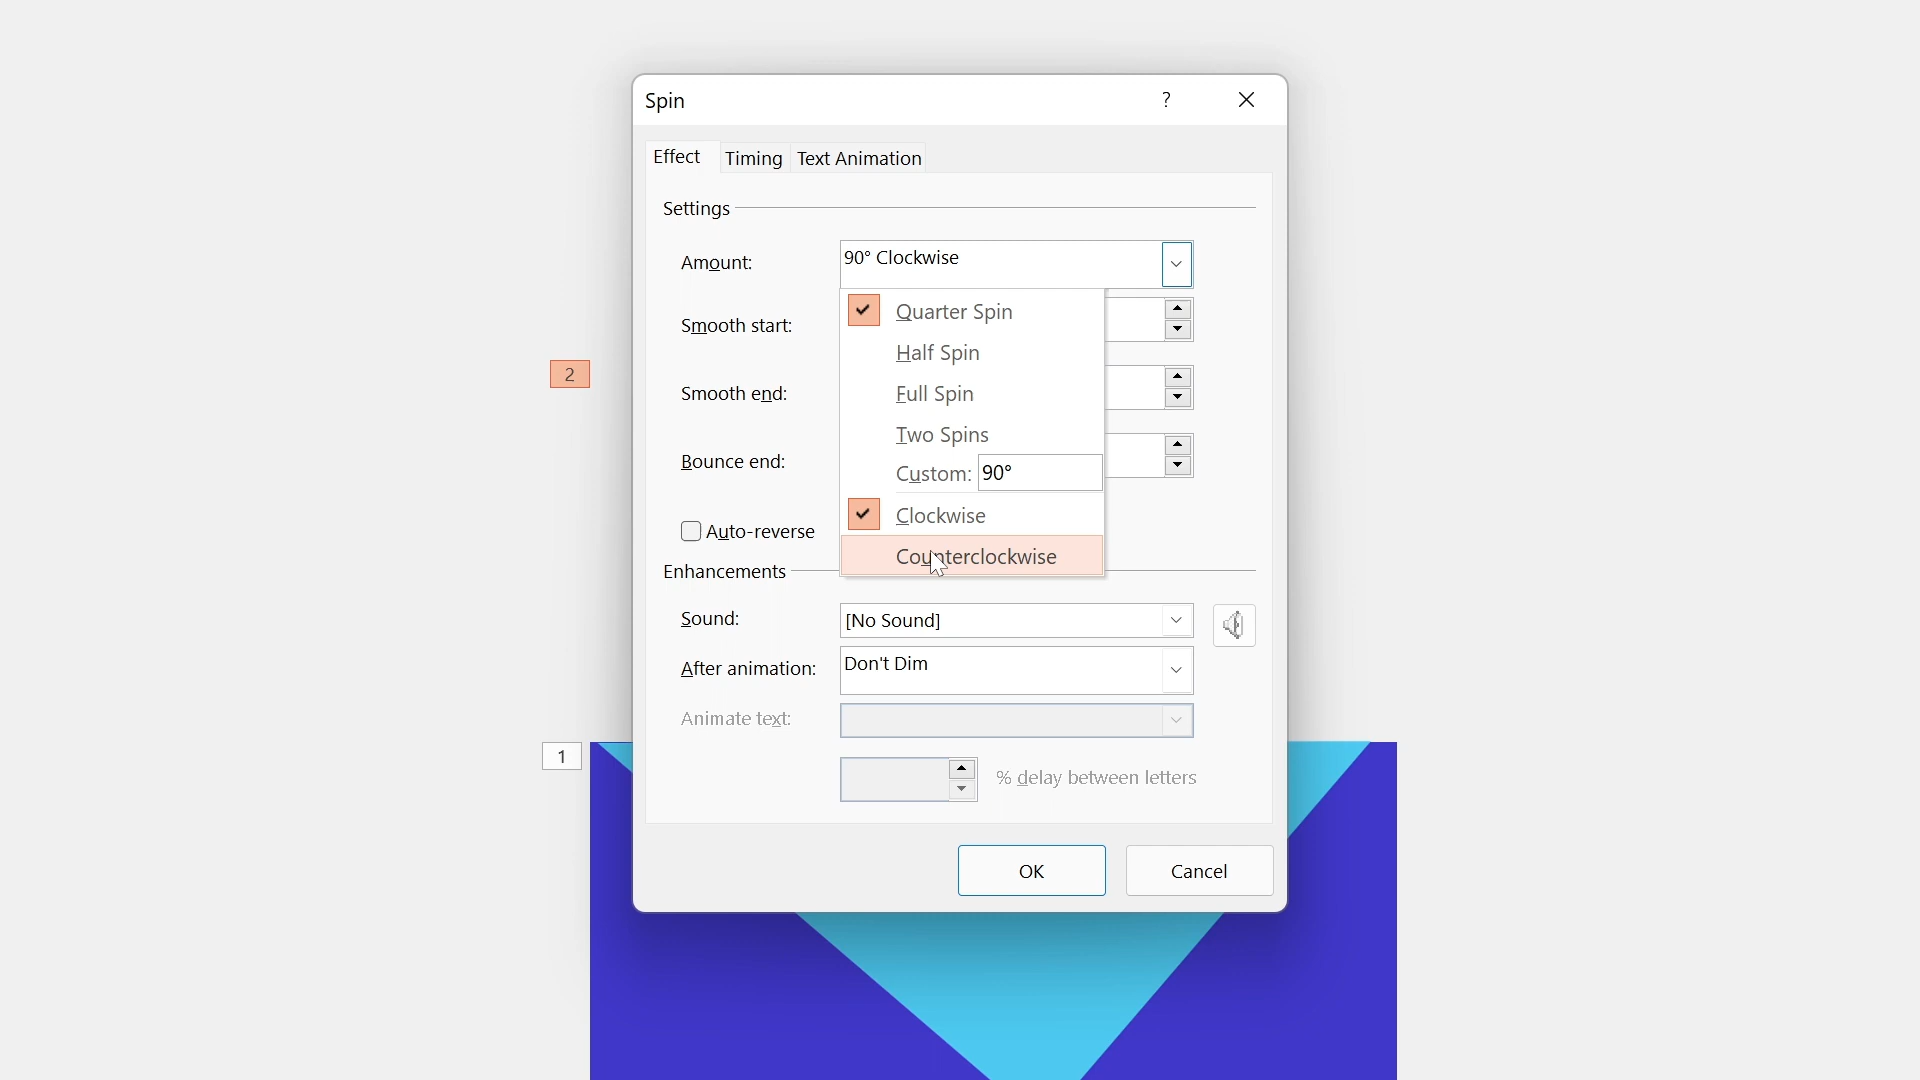 Spin ?
Effect Timing Text Animation
Settings
Amount: 90° Clockwise
Quarter Spin
Smooth start:
Half Spin
2
Smooth end:
Full Spin
Two Spins
Bounce end:
Custom: 90°
Clockwise
Auto-reverse
Counterclockwise
Enhancements
Sound: [No Sound]
After animation: Don't Dim
Animate text:
1
% delay between letters
OK Cancel